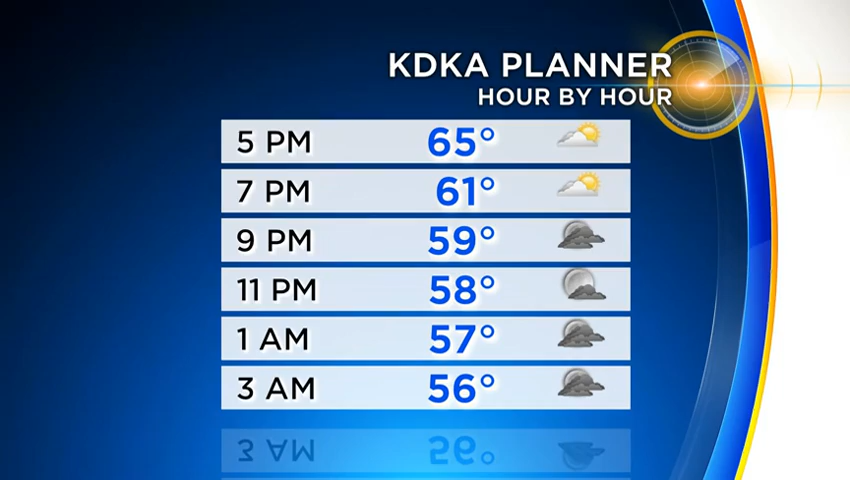 KDKA PLANNER
HOUR BY HOUR
5 PM 65°
7 PM 61°
9 PM 59°
11 PM 58°
1 AM 57°
3 AM 56°